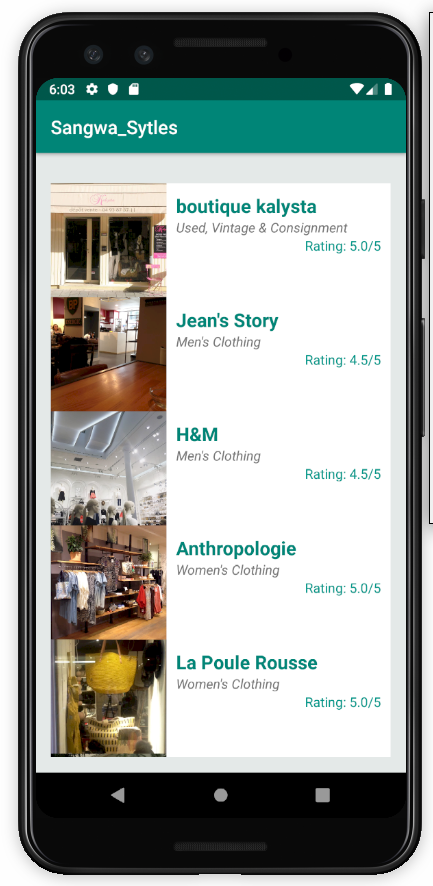 6:03
Sangwa_Sytles
boutique kalysta
Used, Vintage & Consignment
Rating: 5.0/5
Jean's Story
Men's Clothing
Rating: 4.5/5
H&M
Men's Clothing
Rating: 4.5/5
Anthropologie
Women's Clothing
Rating: 5.0/5
La Poule Rousse
Women's Clothing
Rating: 5.0/5